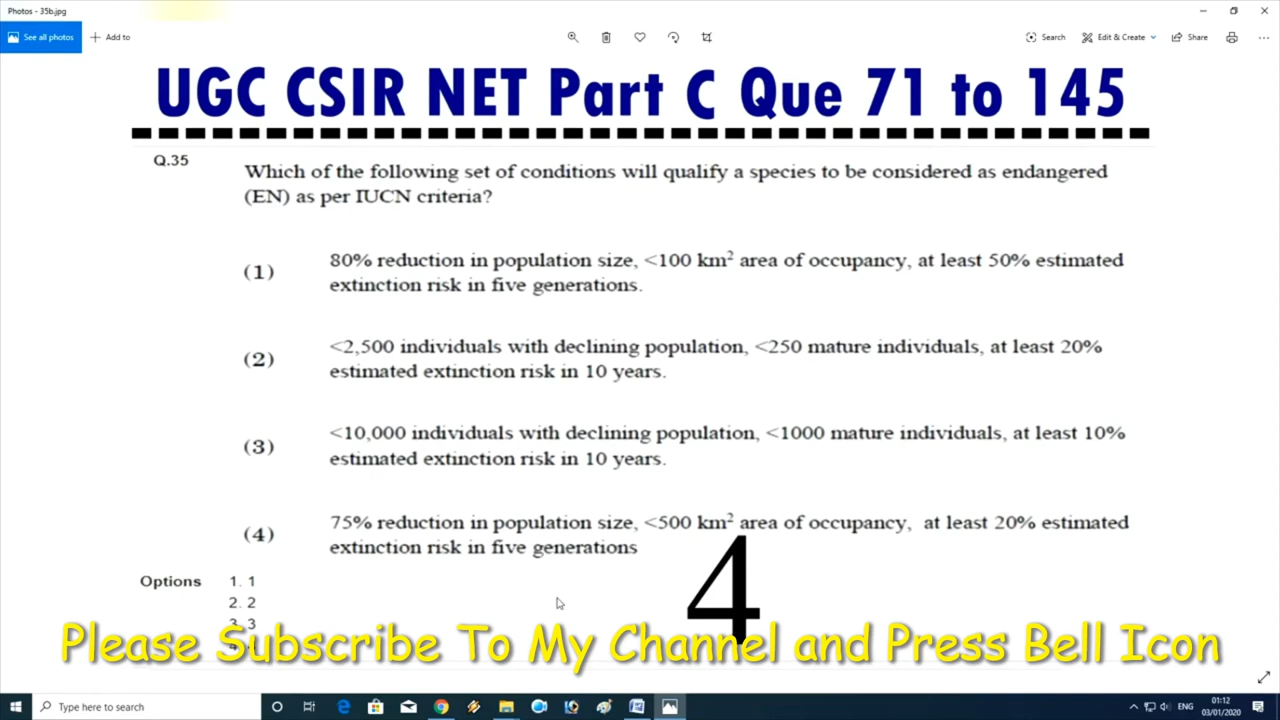 Photos - 35b.jpg
See all photos
Add to
Search
Edit & Create
Share
UGC CSIR NET Part C Que 71 to 145
Q.35
Which of the following set of conditions will qualify a species to be considered as endangered
(EN) as per IUCN criteria?
(1) 80% reduction in population size, <100 km² area of occupancy, at least 50% estimated
extinction risk in five generations.
(2) <2,500 individuals with declining population, <250 mature individuals, at least 20%
estimated extinction risk in 10 years.
(3) <10,000 individuals with declining population, <1000 mature individuals, at least 10%
estimated extinction risk in 10 years.
(4) 75% reduction in population size, <500 km² area of occupancy, at least 20% estimated
extinction risk in five generations
Options 1. 1
2. 2
3. 3
4
Please Subscribe To My Channel and Press Bell Icon
Type here to search
ENG
01:12
03/01/2020